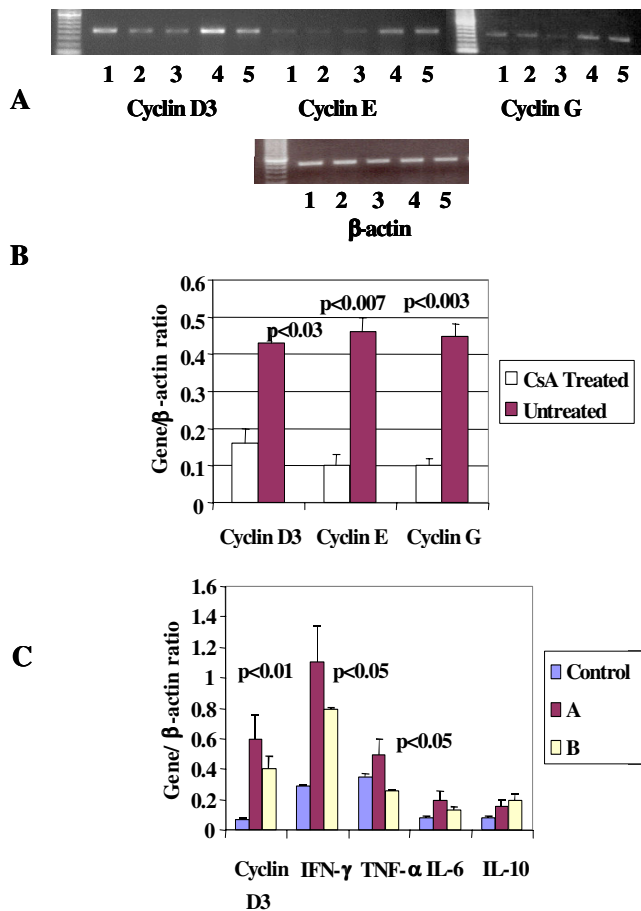 1 2 3 4 5 1 2 3 4 5 1 2 3 4 5
A
Cyclin D3 Cyclin E Cyclin G
1 2 3 4 5
β-actin
B
0.6
0.5
0.4
0.3
0.2
0.1
0
Gene/β-actin ratio
p<0.03
p<0.007
p<0.003
Cyclin D3 Cyclin E Cyclin G
CsA Treated
Untreated
C
1.6
1.4
1.2
1
0.8
0.6
0.4
0.2
0
Gene/ β-actin ratio
p<0.01
p<0.05
p<0.05
Cyclin
D3
IFN-γ TNF-α IL-6 IL-10
Control
A
B